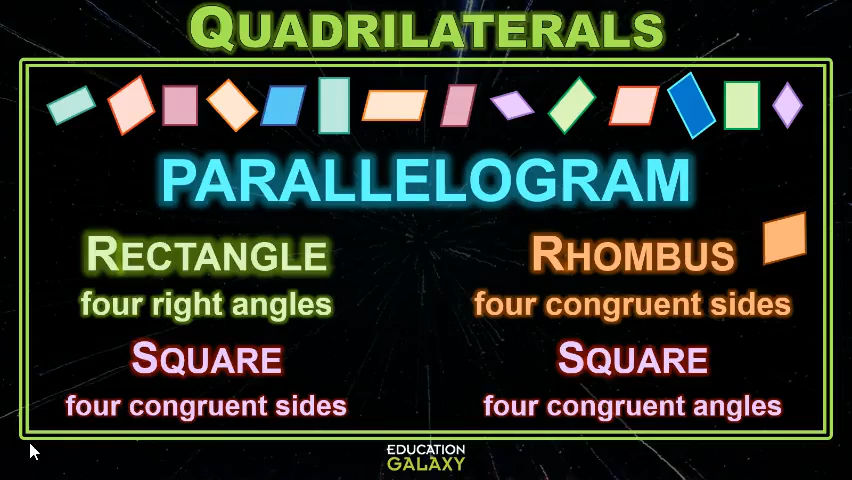 QUADRILATERALS
PARALLELOGRAM
RECTANGLE
RHOMBUS
four right angles
four congruent sides
SQUARE
SQUARE
four congruent sides
four congruent angles
EDUCATION
GALAXY